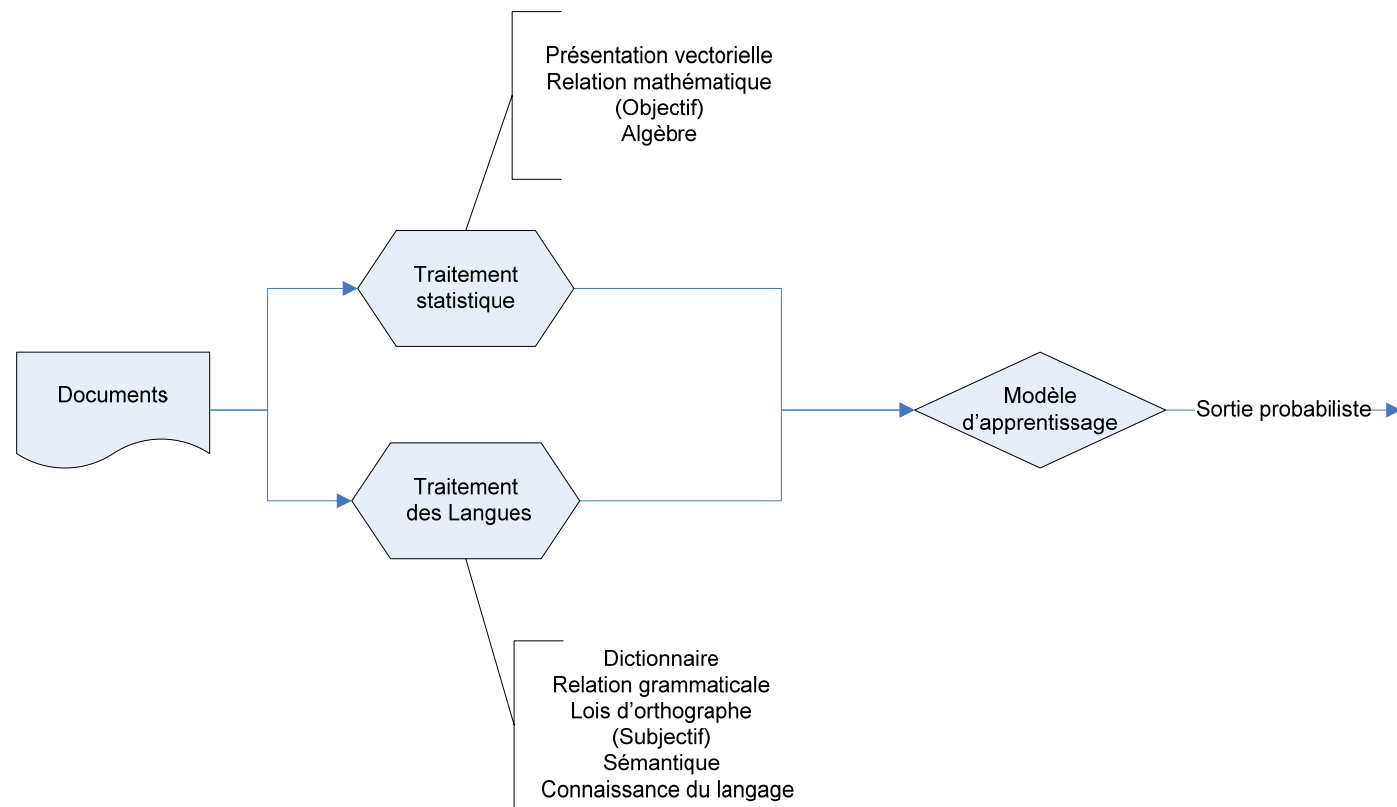 Présentation vectorielle
Relation mathématique
(Objectif)
Algèbre
Traitement
statistique
Documents
Modèle
d’apprentissage
Sortie probabiliste
Traitement
des Langues
Dictionnaire
Relation grammaticale
Lois d’orthographe
(Subjectif)
Sémantique
Connaissance du langage